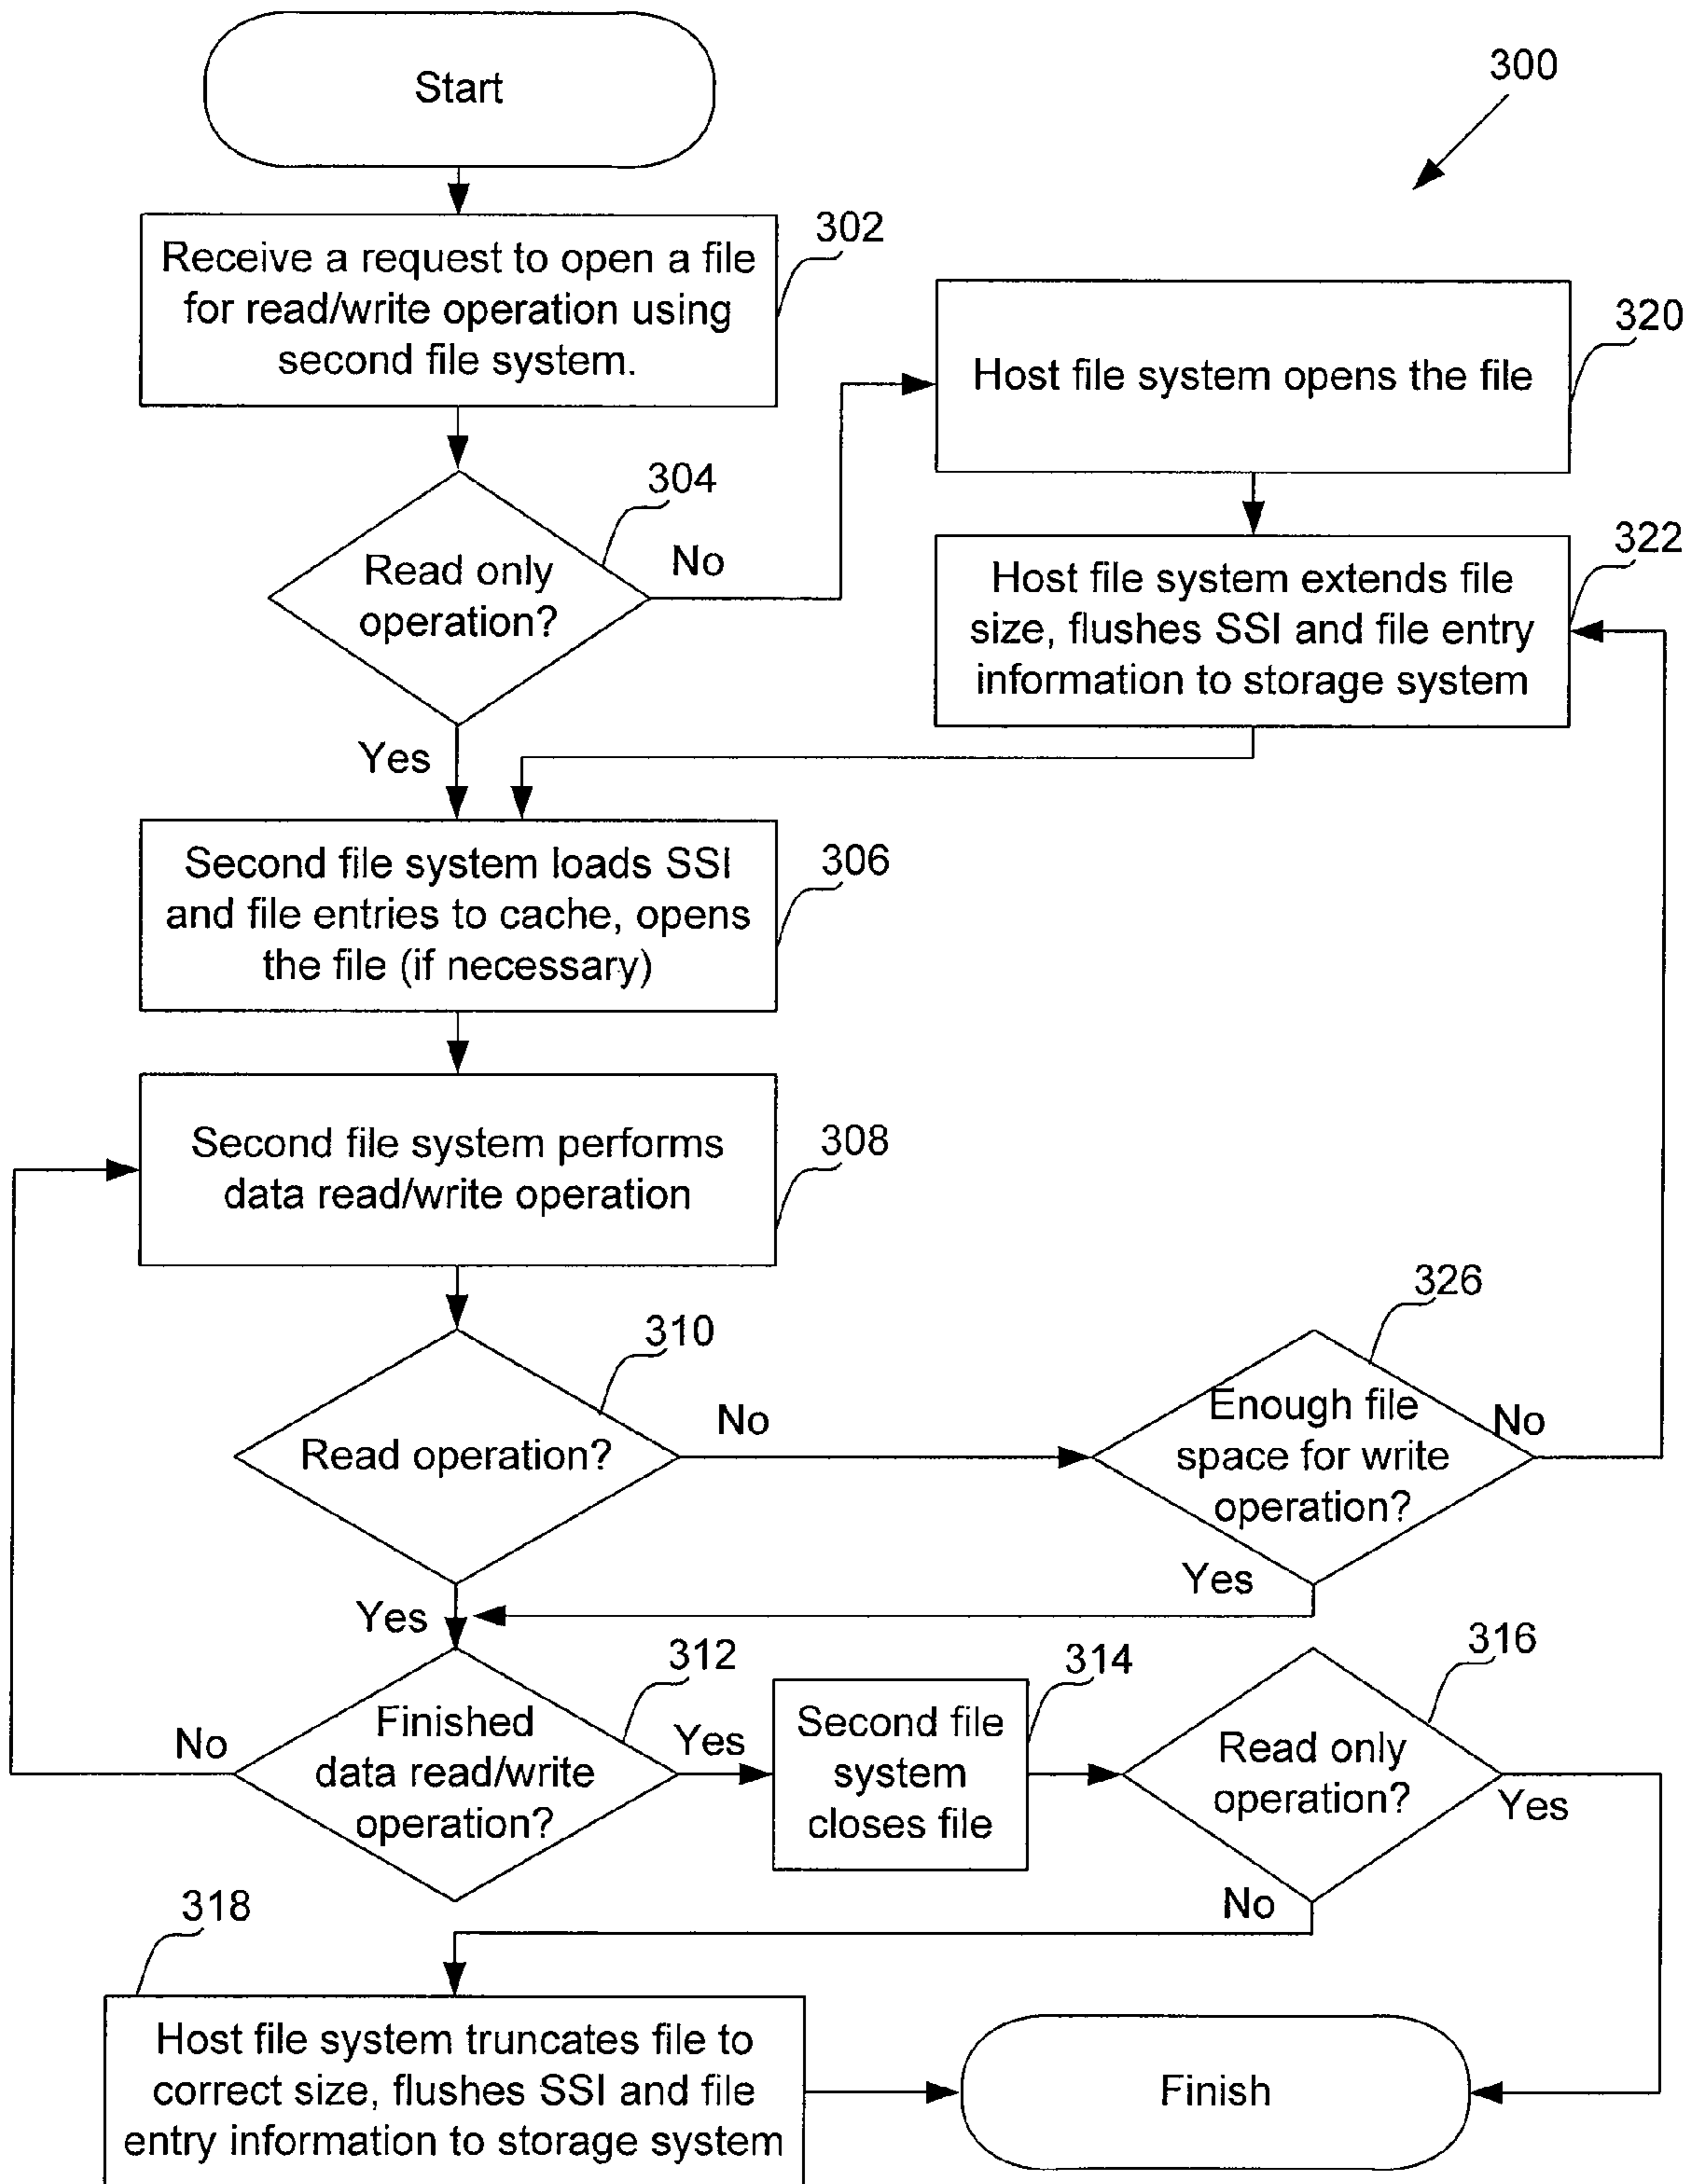 Start
300
302
Receive a request to open a file
for read/write operation using
second file system.
320
Host file system opens the file
304
Read only
operation?
No
322
Host file system extends file
size, flushes SSI and file entry
information to storage system
Yes
306
Second file system loads SSI
and file entries to cache, opens
the file (if necessary)
308
Second file system performs
data read/write operation
310
Read operation?
No
326
Enough file
space for write
operation?
No
Yes
Yes
312
Finished
data read/write
operation?
No
Yes
314
Second file
system
closes file
316
Read only
operation?
Yes
No
318
Host file system truncates file to
correct size, flushes SSI and file
entry information to storage system
Finish